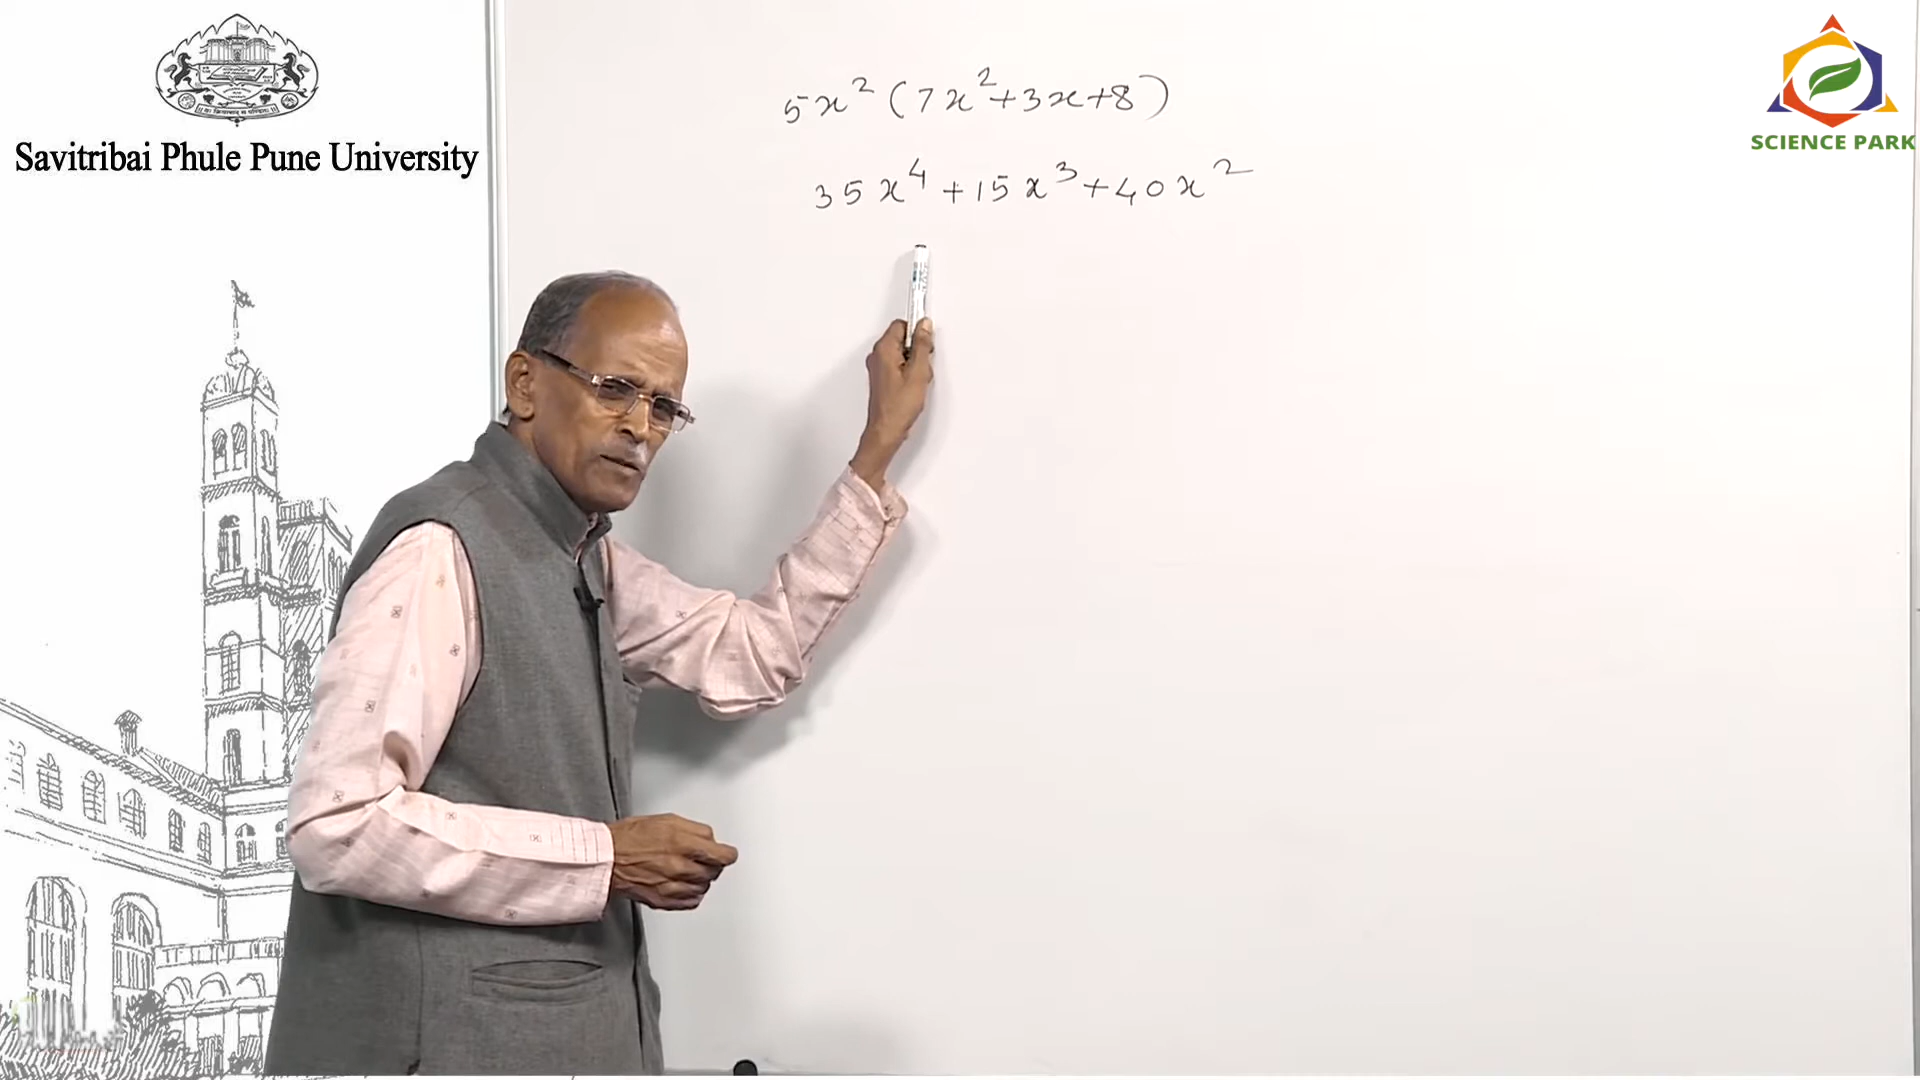 Savitribai Phule Pune University
SCIENCE PARK
5x² (7x²+3x+8)
35x⁴ +15x³+40x²